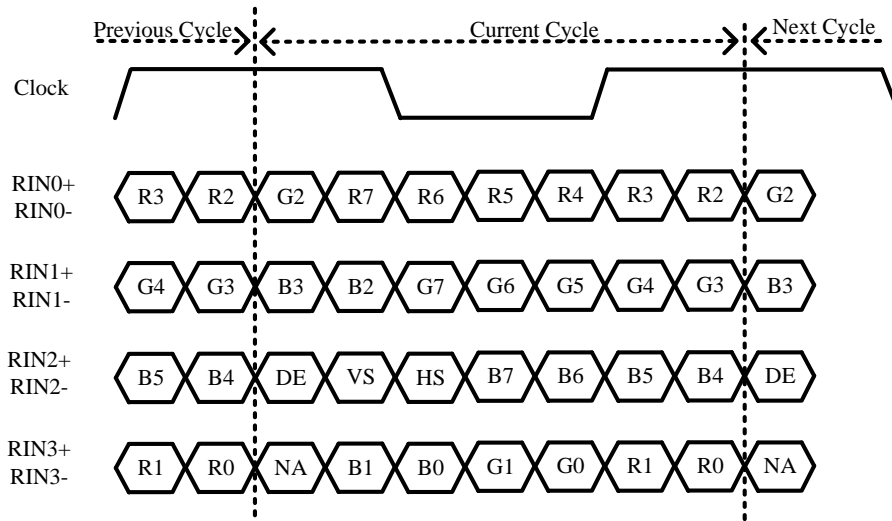 Previous Cycle Current Cycle Next Cycle
Clock
RIN0+
RIN0-
R3 R2 G2 R7 R6 R5 R4 R3 R2 G2
RIN1+
RIN1-
G4 G3 B3 B2 G7 G6 G5 G4 G3 B3
RIN2+
RIN2-
B5 B4 DE VS HS B7 B6 B5 B4 DE
RIN3+
RIN3-
R1 R0 NA B1 B0 G1 G0 R1 R0 NA